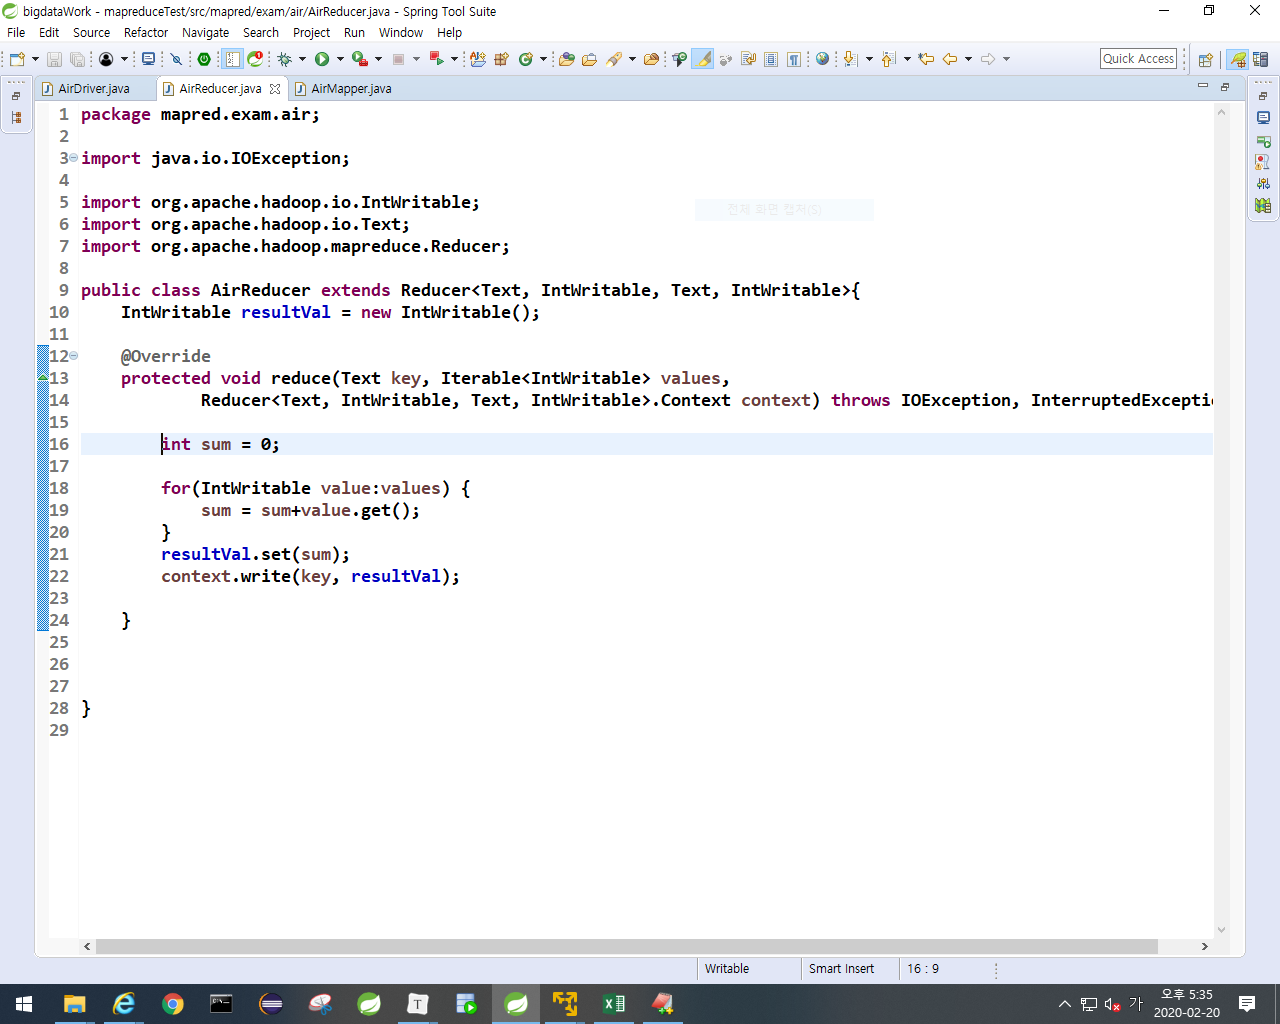 bigdataWork - mapreduceTest/src/mapred/exam/air/AirReducer.java - Spring Tool Suite
File Edit Source Refactor Navigate Search Project Run Window Help
Quick Access
AirDriver.java AirReducer.java AirMapper.java
1 package mapred.exam.air;
2
3 import java.io.IOException;
4
5 import org.apache.hadoop.io.IntWritable;
전체 화면 캡처(S)
6 import org.apache.hadoop.io.Text;
7 import org.apache.hadoop.mapreduce.Reducer;
8
9 public class AirReducer extends Reducer<Text, IntWritable, Text, IntWritable>{
10 IntWritable resultVal = new IntWritable();
11
12 @Override
13 protected void reduce(Text key, Iterable<IntWritable> values,
14 Reducer<Text, IntWritable, Text, IntWritable>.Context context) throws IOException, InterruptedExcepti
15
16 int sum = 0;
17
18 for(IntWritable value:values) {
19 sum = sum+value.get();
20 }
21 resultVal.set(sum);
22 context.write(key, resultVal);
23
24 }
25
26
27
28 }
29
Writable Smart Insert 16 : 9
T 가 오후 5:35
2020-02-20